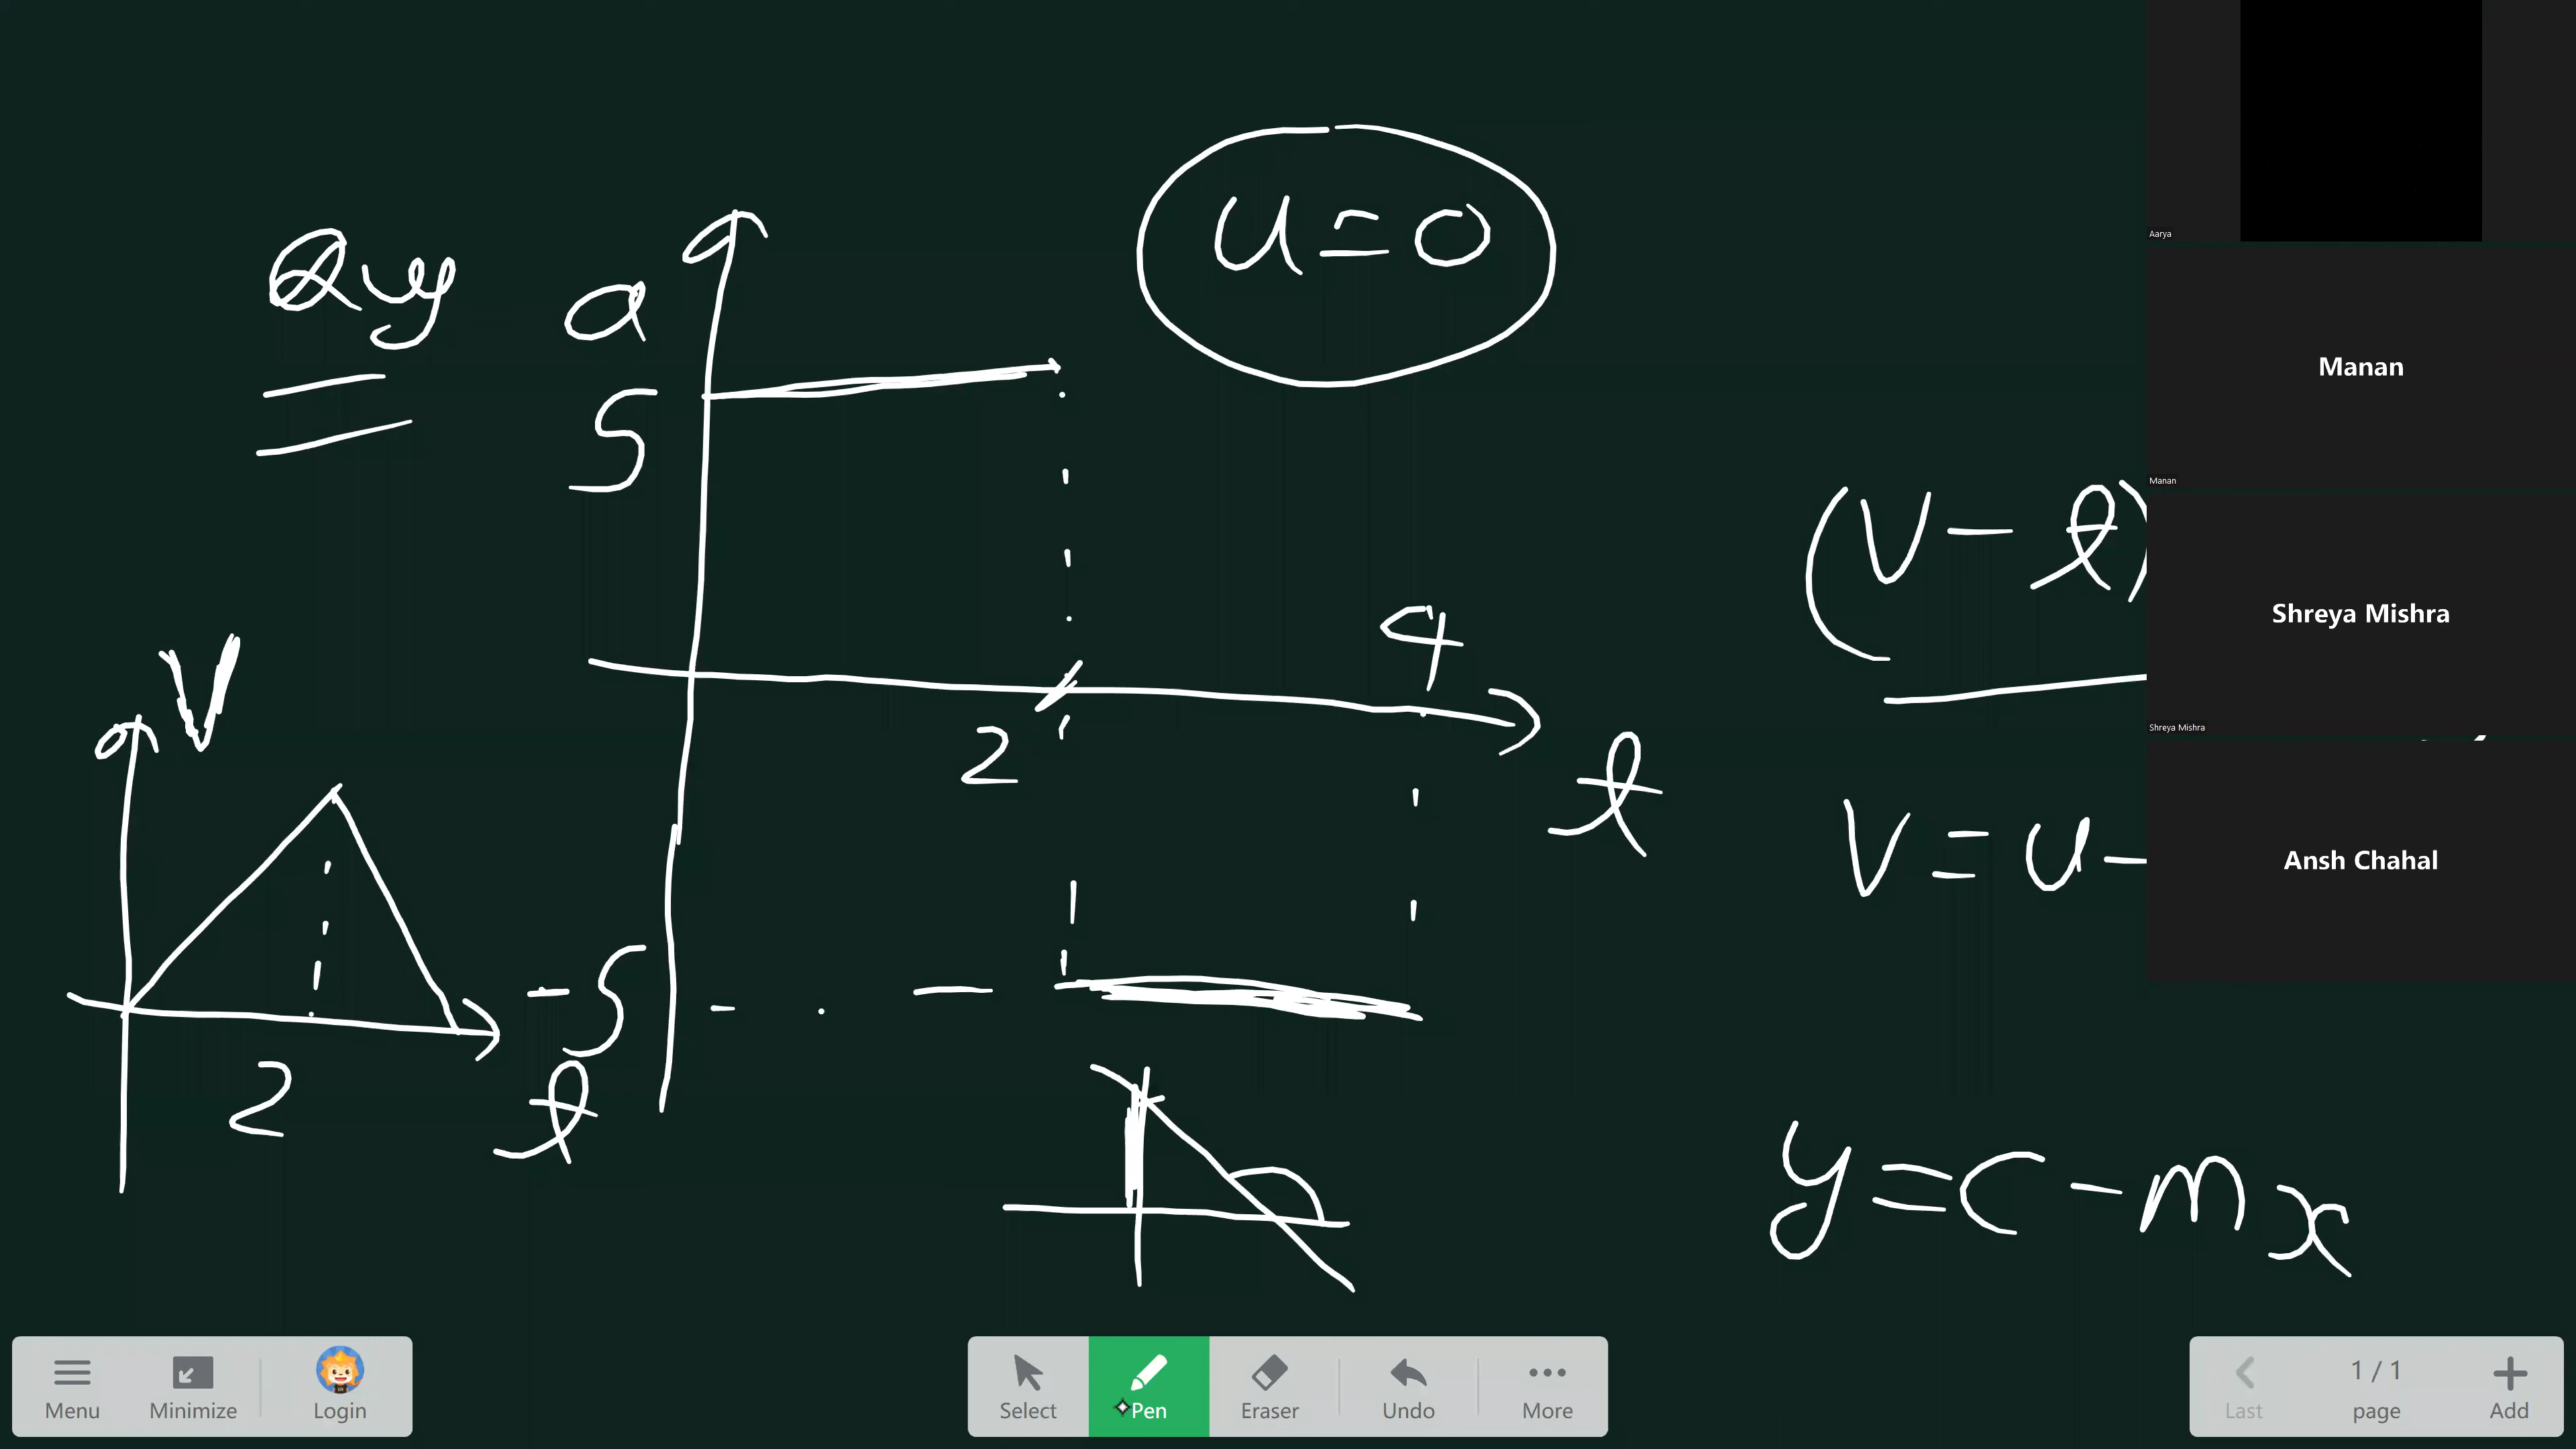 Que
u=0
a
5
2
4
t
-5
V
2
t
(V-t)
V=u-
y=c-mx
Aarya
Manan
Manan
Shreya Mishra
Shreya Mishra
Ansh Chahal
Menu
Minimize
Login
Select
Pen
Eraser
Undo
More
Last
1 / 1
page
Add